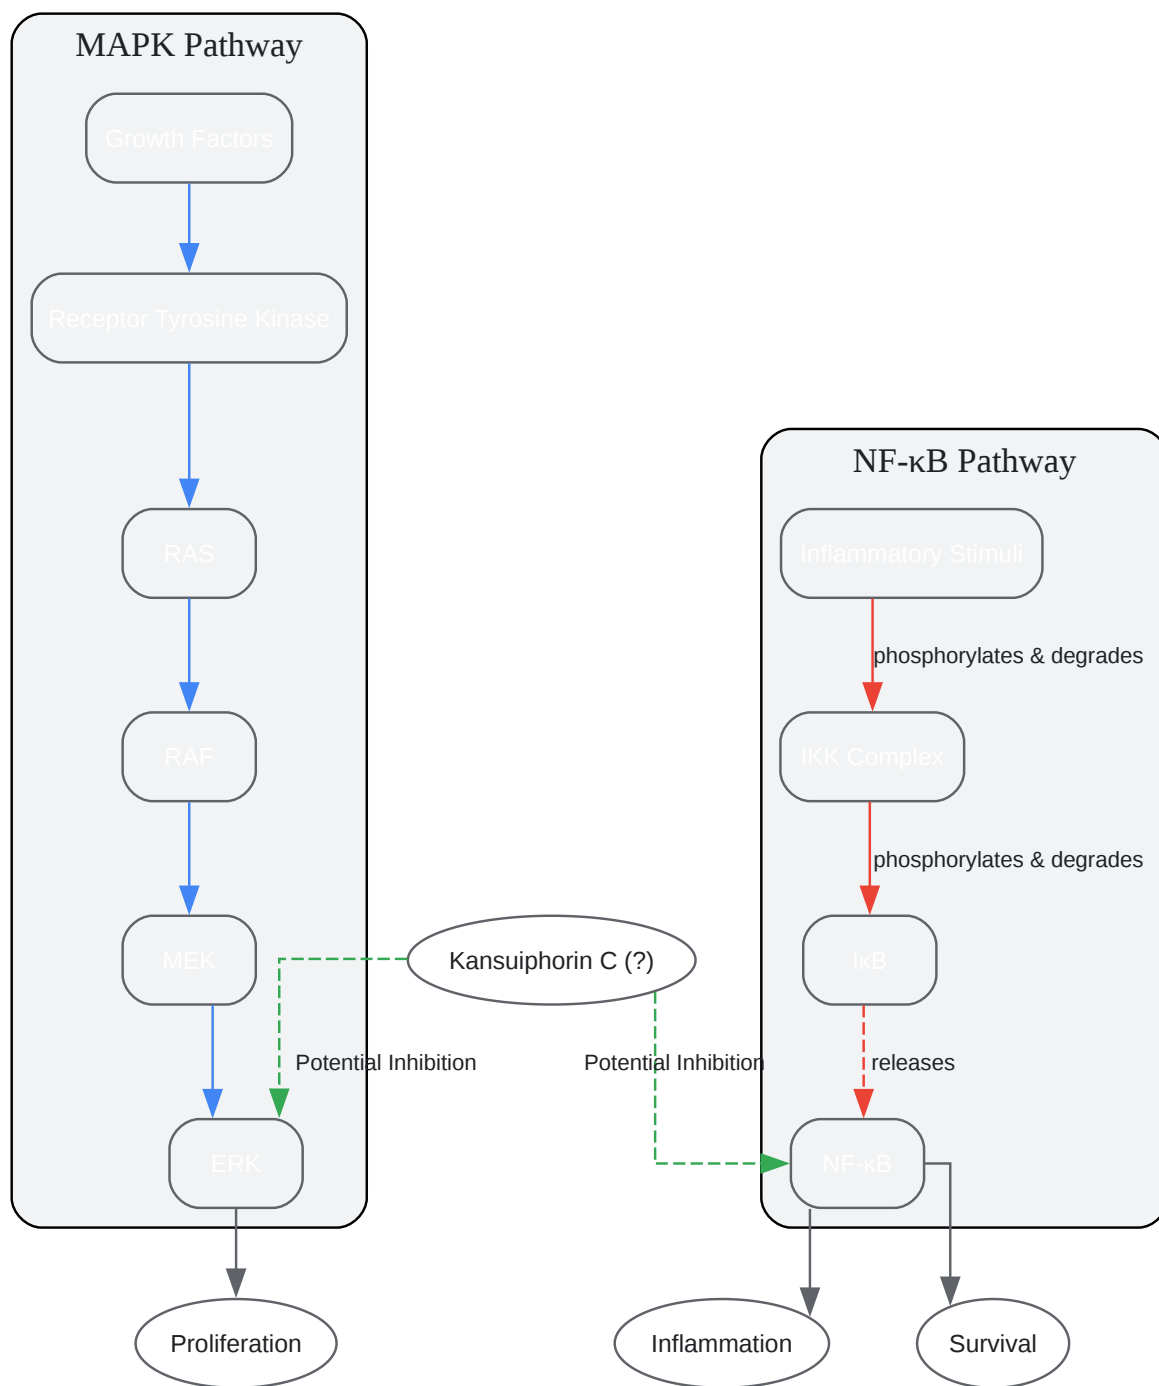 MAPK Pathway
Growth Factors
Receptor Tyrosine Kinase
RAS
RAF
MEK
ERK
Proliferation
Kansuiphorin C (?)
Potential Inhibition
Potential Inhibition
NF-κB Pathway
Inflammatory Stimuli
phosphorylates & degrades
IKK Complex
phosphorylates & degrades
IκB
releases
NF-κB
Inflammation
Survival